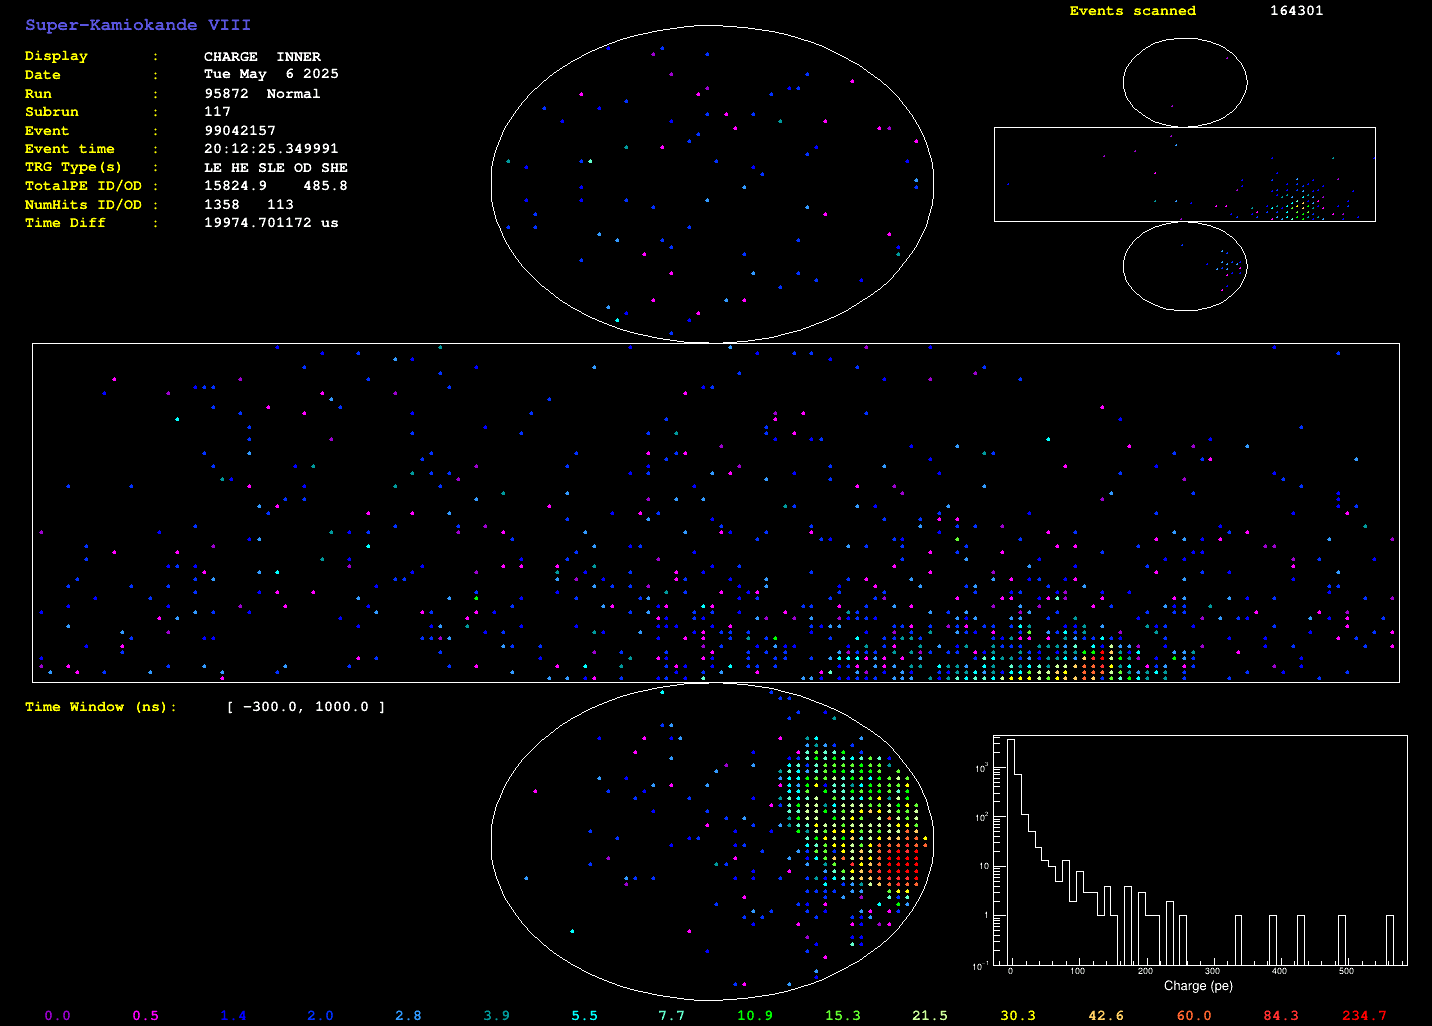 Super-Kamiokande VIII
Display : CHARGE INNER
Date : Tue May 6 2025
Run : 95872 Normal
Subrun : 117
Event : 99042157
Event time : 20:12:25.349991
TRG Type(s) : LE HE SLE OD SHE
TotalPE ID/OD : 15824.9 485.8
NumHits ID/OD : 1358 113
Time Diff : 19974.701172 us
Events scanned 164301
Time Window (ns): [ -300.0, 1000.0 ]
10^3
10^2
10
1
10^-1
0 100 200 300 400 500
Charge (pe)
0.0 0.5 1.4 2.0 2.8 3.9 5.5 7.7 10.9 15.3 21.5 30.3 42.6 60.0 84.3 234.7